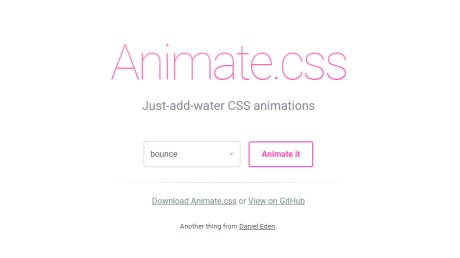 Animate.css
Just-add-water CSS animations
bounce Animate it
Download Animate.css or View on GitHub
Another thing from Daniel Eden.